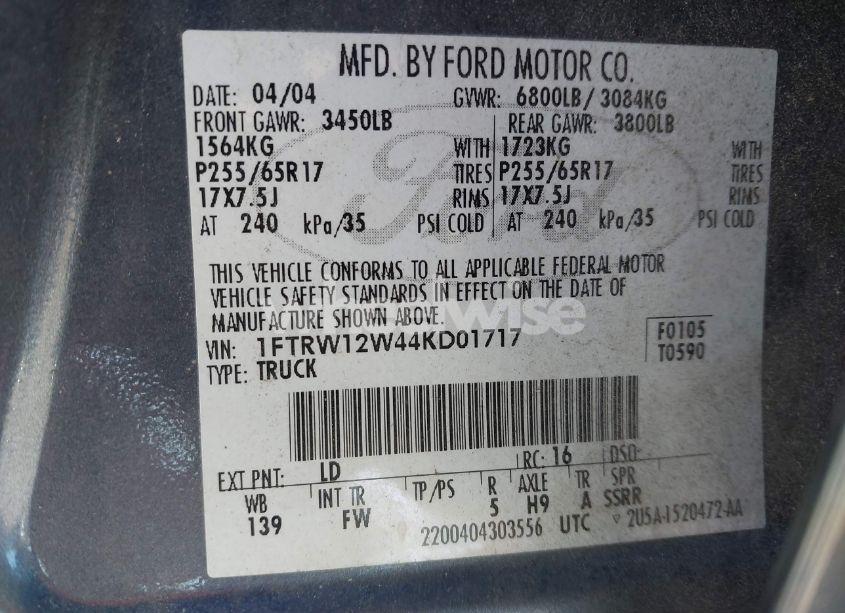 MFD. BY FORD MOTOR CO.
DATE: 04/04 GVWR: 6800LB/ 3084KG
FRONT GAWR: 3450LB REAR GAWR: 3800LB
1564KG WITH 1723KG WITH
P255/65R17 TIRES P255/65R17 TIRES
17X7.5J RIMS 17X7.5J RIMS
AT 240 kPa/35 PSI COLD AT 240 kPa/35 PSI COLD
Ford
THIS VEHICLE CONFORMS TO ALL APPLICABLE FEDERAL MOTOR
VEHICLE SAFETY STANDARDS IN EFFECT ON THE DATE OF
MANUFACTURE SHOWN ABOVE.
VIN: 1FTRW12W44KD01717 F0105
TYPE: TRUCK T0590
EXT PNT: LD RC: 16 DSO:
WB INT TR TP/PS R AXLE TR SPR
139 FW 5 H9 A SSRR
2200404303556 UTC ▽ 2U5A-1520472-AA